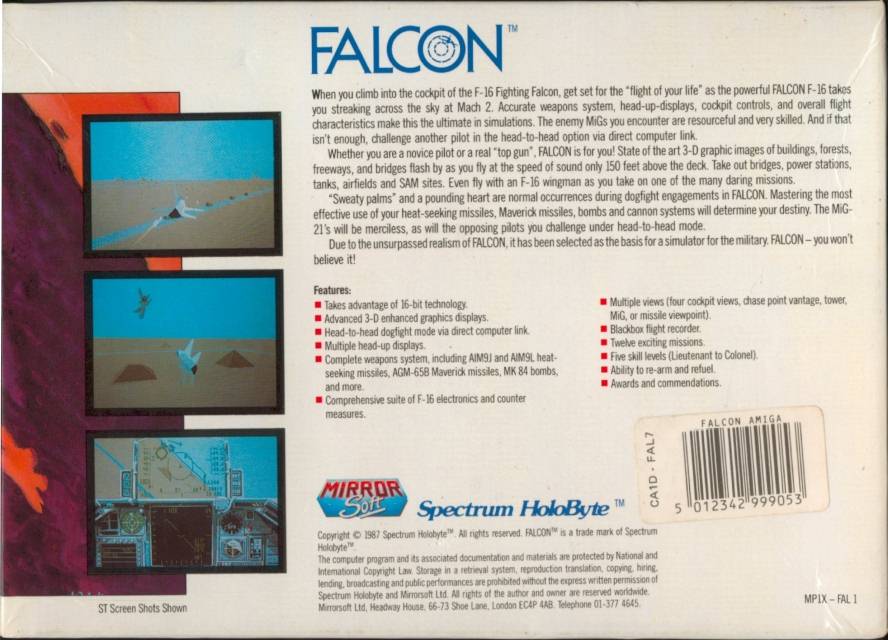 FALCON™
When you climb into the cockpit of the F-16 Fighting Falcon, get set for the "flight of your life" as the powerful FALCON F-16 takes
you streaking across the sky at Mach 2. Accurate weapons system, head-up-displays, cockpit controls, and overall flight
characteristics make this the ultimate in simulations. The enemy MiGs you encounter are resourceful and very skilled. And if that
isn't enough, challenge another pilot in the head-to-head option via direct computer link.
Whether you are a novice pilot or a real "top gun", FALCON is for you! State of the art 3-D graphic images of buildings, forests,
freeways, and bridges flash by as you fly at the speed of sound only 150 feet above the deck. Take out bridges, power stations,
tanks, airfields and SAM sites. Even fly with an F-16 wingman as you take on one of the many daring missions.
"Sweaty palms" and a pounding heart are normal occurrences during dogfight engagements in FALCON. Mastering the most
effective use of your heat-seeking missiles, Maverick missiles, bombs and cannon systems will determine your destiny. The MiG-
21's will be merciless, as will the opposing pilots you challenge under head-to-head mode.
Due to the unsurpassed realism of FALCON, it has been selected as the basis for a simulator for the military. FALCON – you won't
believe it!
Features:
■ Takes advantage of 16-bit technology.
■ Advanced 3-D enhanced graphics displays.
■ Head-to-head dogfight mode via direct computer link.
■ Multiple head-up displays.
■ Complete weapons system, including AIM9J and AIM9L heat-
seeking missiles, AGM-65B Maverick missiles, MK 84 bombs,
and more.
■ Comprehensive suite of F-16 electronics and counter
measures.
■ Multiple views (four cockpit views, chase point vantage, tower,
MiG, or missile viewpoint).
■ Blackbox flight recorder.
■ Twelve exciting missions.
■ Five skill levels (Lieutenant to Colonel).
■ Ability to re-arm and refuel.
■ Awards and commendations.
FALCON AMIGA
CA1D · FAL7
5 012342 999053
MIRROR
Soft
Spectrum HoloByte™
Copyright © 1987 Spectrum Holobyte™. All rights reserved. FALCON™ is a trade mark of Spectrum
Holobyte™.
The computer program and its associated documentation and materials are protected by National and
International Copyright Law. Storage in a retrieval system, reproduction translation, copying, hiring,
lending, broadcasting and public performances are prohibited without the express written permission of
Spectrum Holobyte and Mirrorsoft Ltd. All rights of the author and owner are reserved worldwide.
Mirrorsoft Ltd, Headway House, 66-73 Shoe Lane, London EC4P 4AB. Telephone 01-377 4645.
ST Screen Shots Shown
MP1X – FAL 1